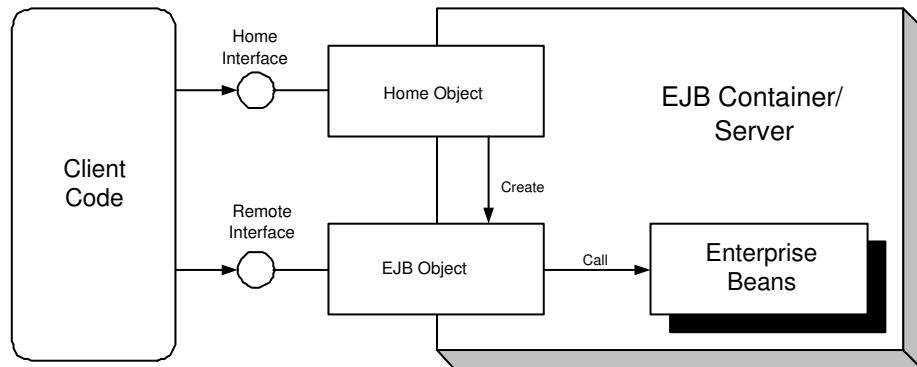 Home
Interface
Home Object
EJB Container/
Server
Client
Code
Create
Remote
Interface
EJB Object
Call
Enterprise
Beans